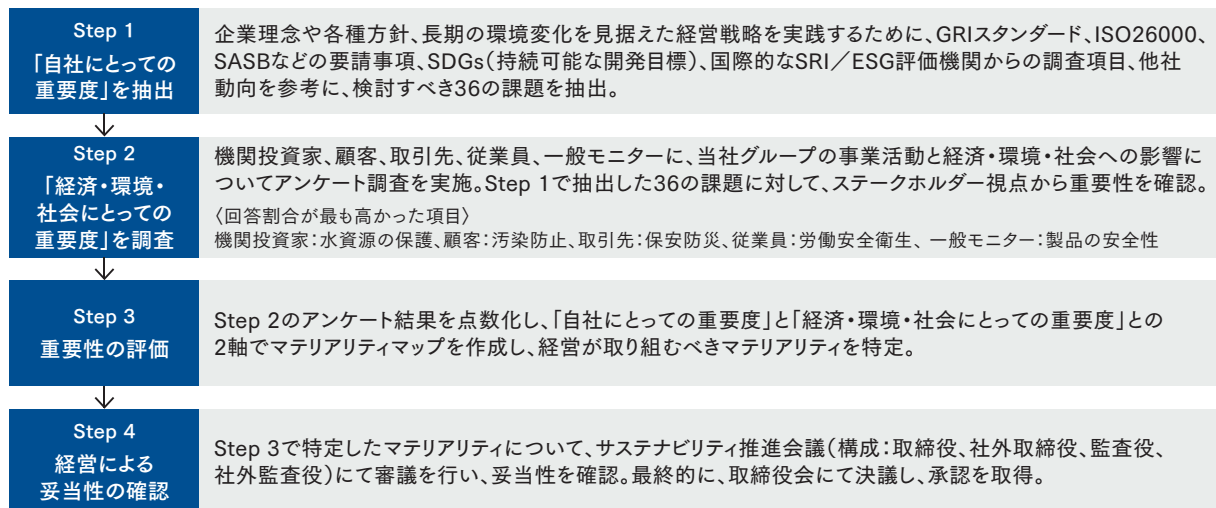 Step 1
「自社にとっての
重要度」を抽出
企業理念や各種方針、長期の環境変化を見据えた経営戦略を実践するために、GRIスタンダード、ISO26000、
SASBなどの要請事項、SDGs（持続可能な開発目標）、国際的なSRI／ESG評価機関からの調査項目、他社
動向を参考に、検討すべき36の課題を抽出。
Step 2
「経済・環境・
社会にとっての
重要度」を調査
機関投資家、顧客、取引先、従業員、一般モニターに、当社グループの事業活動と経済・環境・社会への影響に
ついてアンケート調査を実施。Step 1で抽出した36の課題に対して、ステークホルダー視点から重要性を確認。
〈回答割合が最も高かった項目〉
機関投資家：水資源の保護、顧客：汚染防止、取引先：保安防災、従業員：労働安全衛生、一般モニター：製品の安全性
Step 3
重要性の評価
Step 2のアンケート結果を点数化し、「自社にとっての重要度」と「経済・環境・社会にとっての重要度」との
2軸でマテリアリティマップを作成し、経営が取り組むべきマテリアリティを特定。
Step 4
経営による
妥当性の確認
Step 3で特定したマテリアリティについて、サステナビリティ推進会議（構成：取締役、社外取締役、監査役、
社外監査役）にて審議を行い、妥当性を確認。最終的に、取締役会にて決議し、承認を取得。